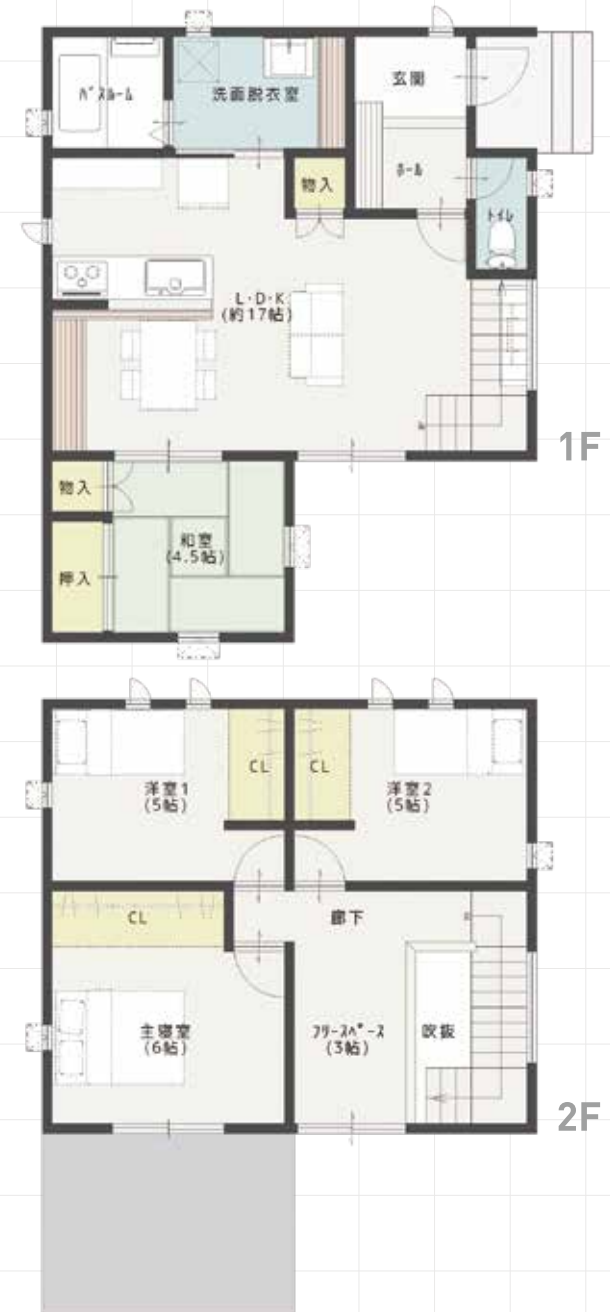 バスルーム
洗面脱衣室
玄関
ホール
物入
トイレ
L・D・K
(約17帖)
1F
物入
和室
(4.5帖)
押入
CL
CL
洋室1
(5帖)
洋室2
(5帖)
CL
廊下
主寝室
(6帖)
フリースペース
(3帖)
吹抜
2F